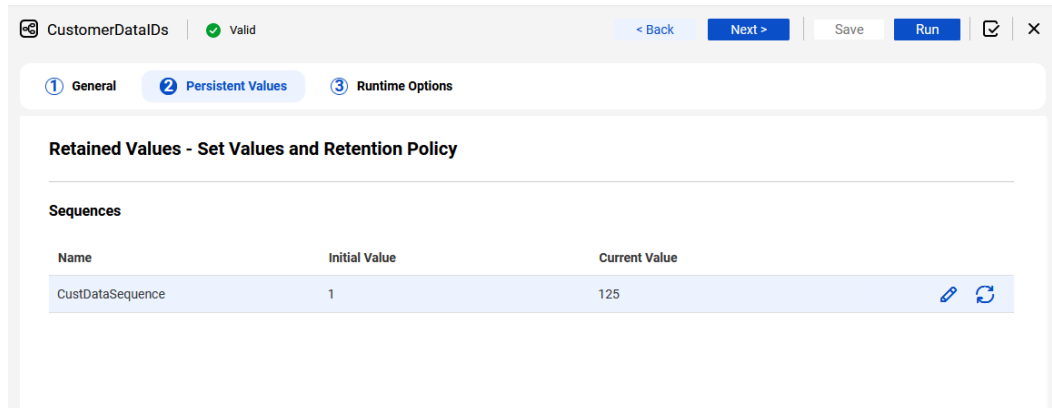 CustomerDataIDs Valid < Back Next > Save Run
1 General 2 Persistent Values 3 Runtime Options
Retained Values - Set Values and Retention Policy
Sequences
Name Initial Value Current Value
CustDataSequence 1 125